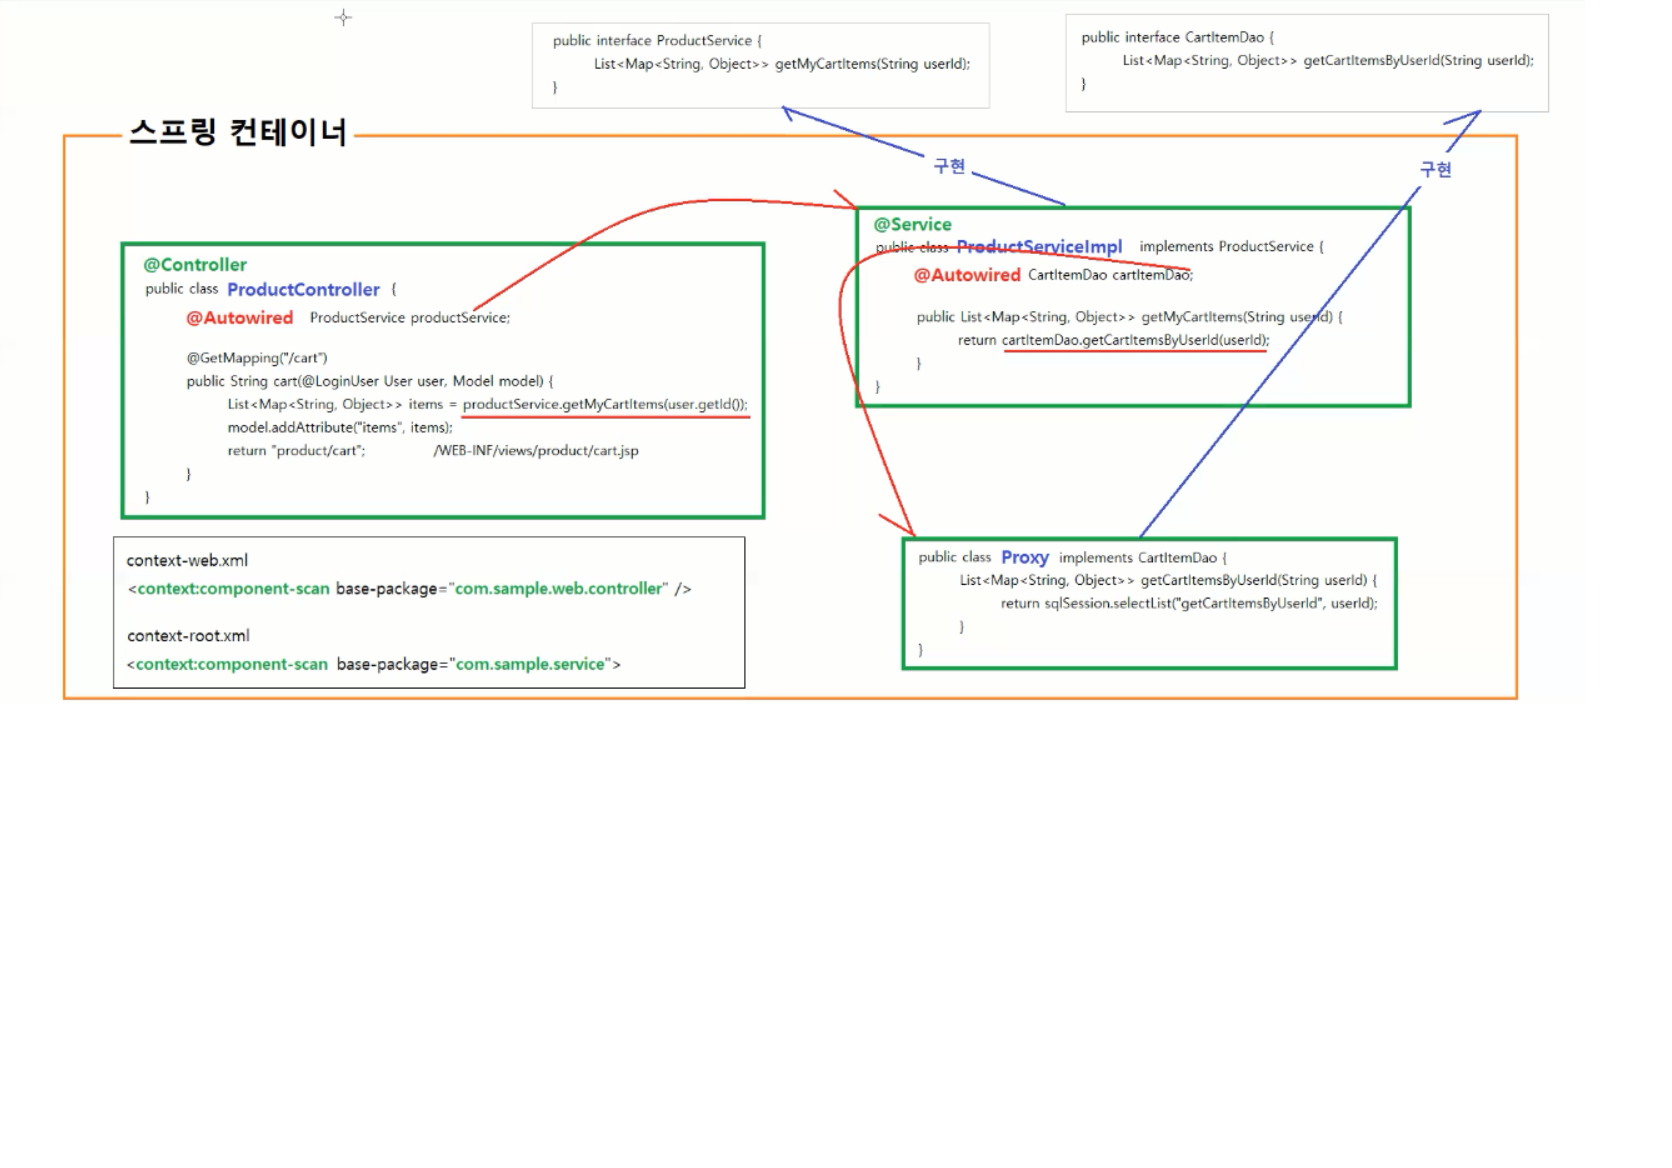 public interface ProductService {
List<Map<String, Object>> getMyCartItems(String userId);
}
public interface CartItemDao {
List<Map<String, Object>> getCartItemsByUserId(String userId);
}
스프링 컨테이너
구현
구현
@Controller
public class ProductController {
@Autowired ProductService productService;
@GetMapping("/cart")
public String cart(@LoginUser User user, Model model) {
List<Map<String, Object>> items = productService.getMyCartItems(user.getId());
model.addAttribute("items", items);
return "product/cart"; /WEB-INF/views/product/cart.jsp
}
}
@Service
public class ProductServiceImpl implements ProductService {
@Autowired CartItemDao cartItemDao;
public List<Map<String, Object>> getMyCartItems(String userId) {
return cartItemDao.getCartItemsByUserId(userId);
}
}
context-web.xml
<context:component-scan base-package="com.sample.web.controller" />
context-root.xml
<context:component-scan base-package="com.sample.service">
public class Proxy implements CartItemDao {
List<Map<String, Object>> getCartItemsByUserId(String userId) {
return sqlSession.selectList("getCartItemsByUserId", userId);
}
}